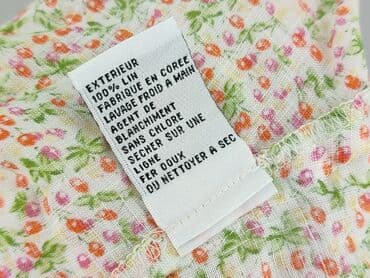 EXTERIEUR
100% LIN
FABRIQUE EN COREE
LAVAGE FROID A MAIN
AGENT DE
BLANCHIMENT
SANS CHLORE
SECHER SUR UNE
LIGNE
FER DOUX
OU NETTOYER A SEC